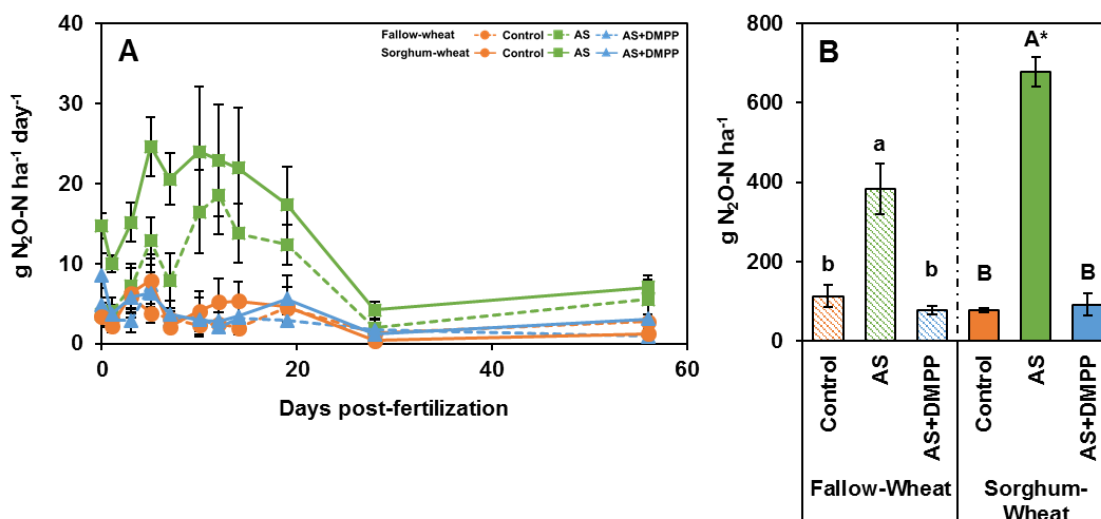 A
Fallow-wheat Control AS AS+DMPP
Sorghum-wheat Control AS AS+DMPP
g N₂O-N ha⁻¹ day⁻¹
40
30
20
10
0
0 20 40 60
Days post-fertilization
B
g N₂O-N ha⁻¹
800
600
400
200
0
b a b B A* B
Control AS AS+DMPP Control AS AS+DMPP
Fallow-Wheat Sorghum-
Wheat